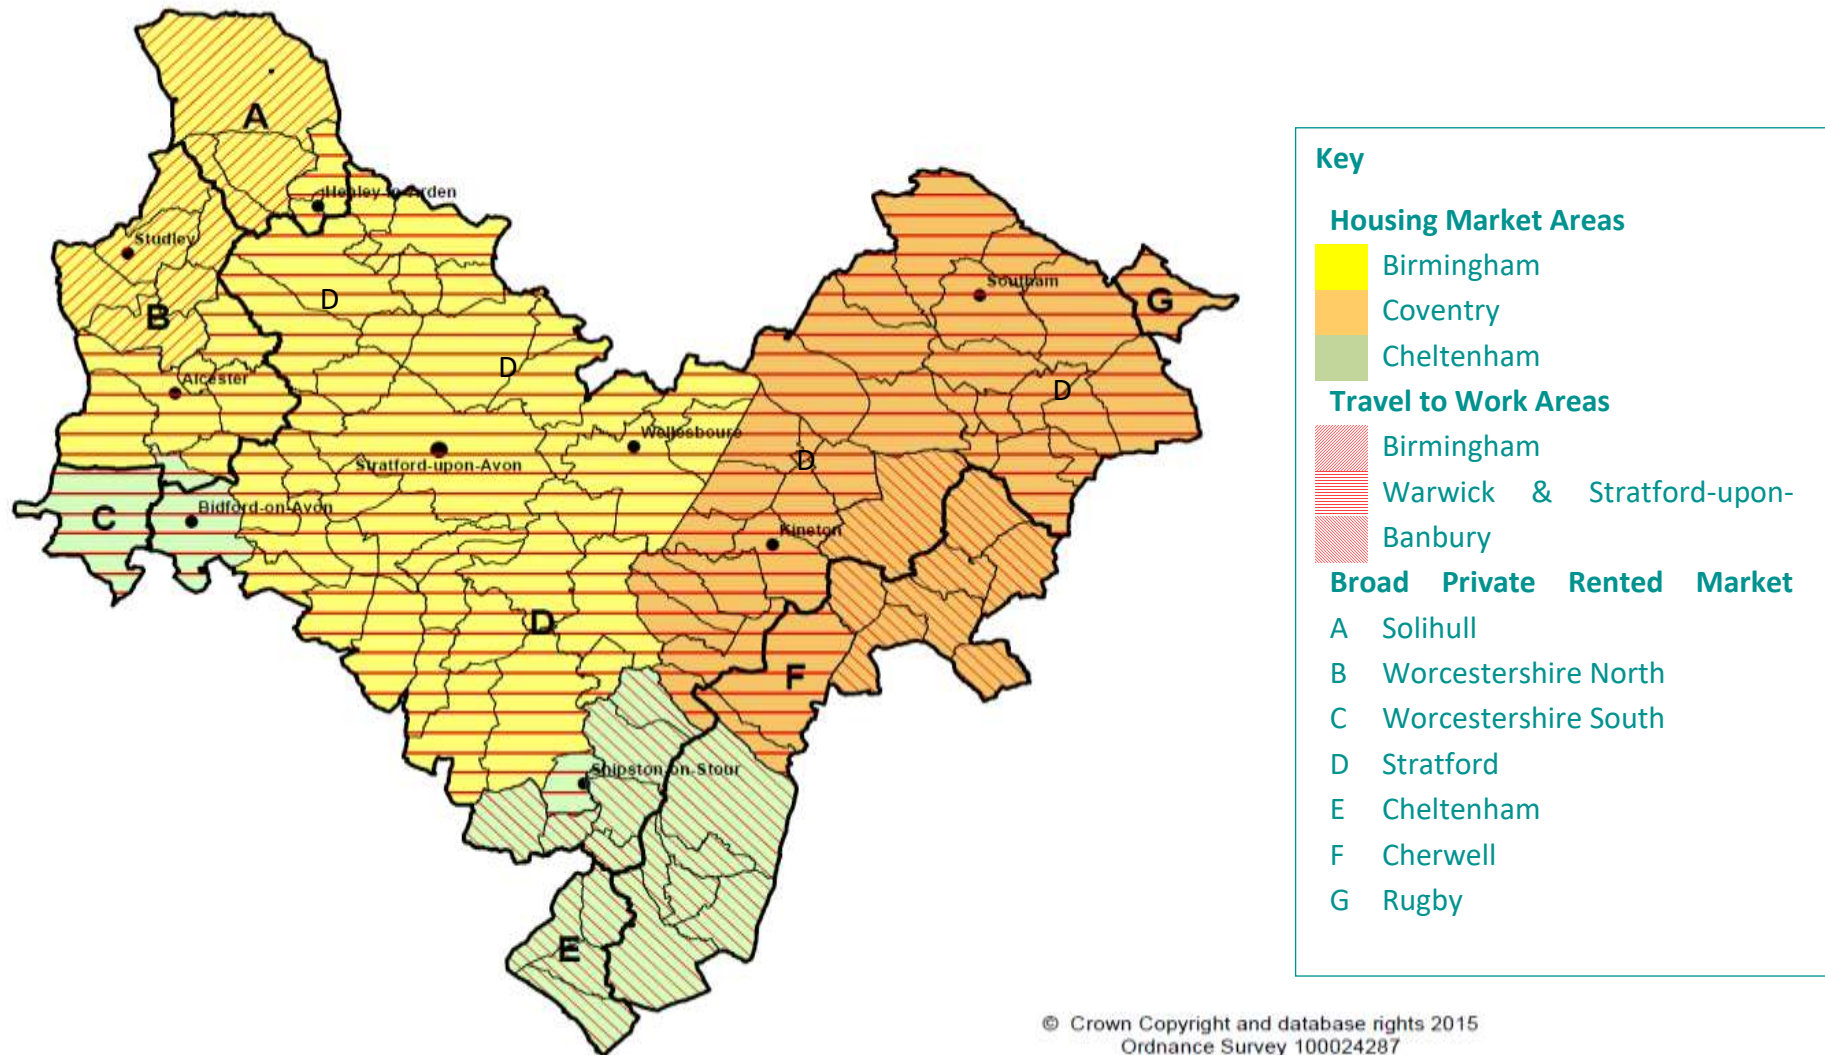 A
Henley-in-Arden
Studley
D
B
Southam
G
D
Alcester
D
Wellesboure
Stratford-upon-Avon
D
C
Bidford-on-Avon
Kineton
D
F
Shipston-on-Stour
E
Key
Housing Market Areas
Birmingham
Coventry
Cheltenham
Travel to Work Areas
Birmingham
Warwick & Stratford-upon-
Banbury
Broad Private Rented Market
A Solihull
B Worcestershire North
C Worcestershire South
D Stratford
E Cheltenham
F Cherwell
G Rugby
© Crown Copyright and database rights 2015
Ordnance Survey 100024287